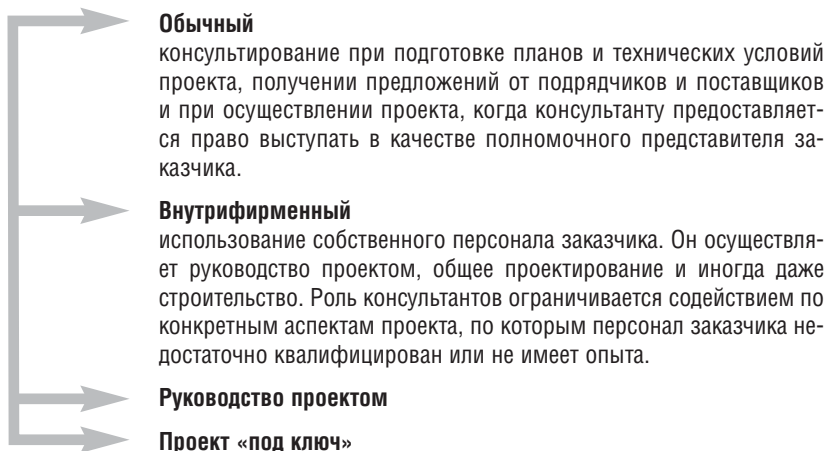 Обычный
консультирование при подготовке планов и технических условий
проекта, получении предложений от подрядчиков и поставщиков
и при осуществлении проекта, когда консультанту предоставляет-
ся право выступать в качестве полномочного представителя за-
казчика.
Внутрифирменный
использование собственного персонала заказчика. Он осуществля-
ет руководство проектом, общее проектирование и иногда даже
строительство. Роль консультантов ограничивается содействием по
конкретным аспектам проекта, по которым персонал заказчика не-
достаточно квалифицирован или не имеет опыта.
Руководство проектом
Проект «под ключ»